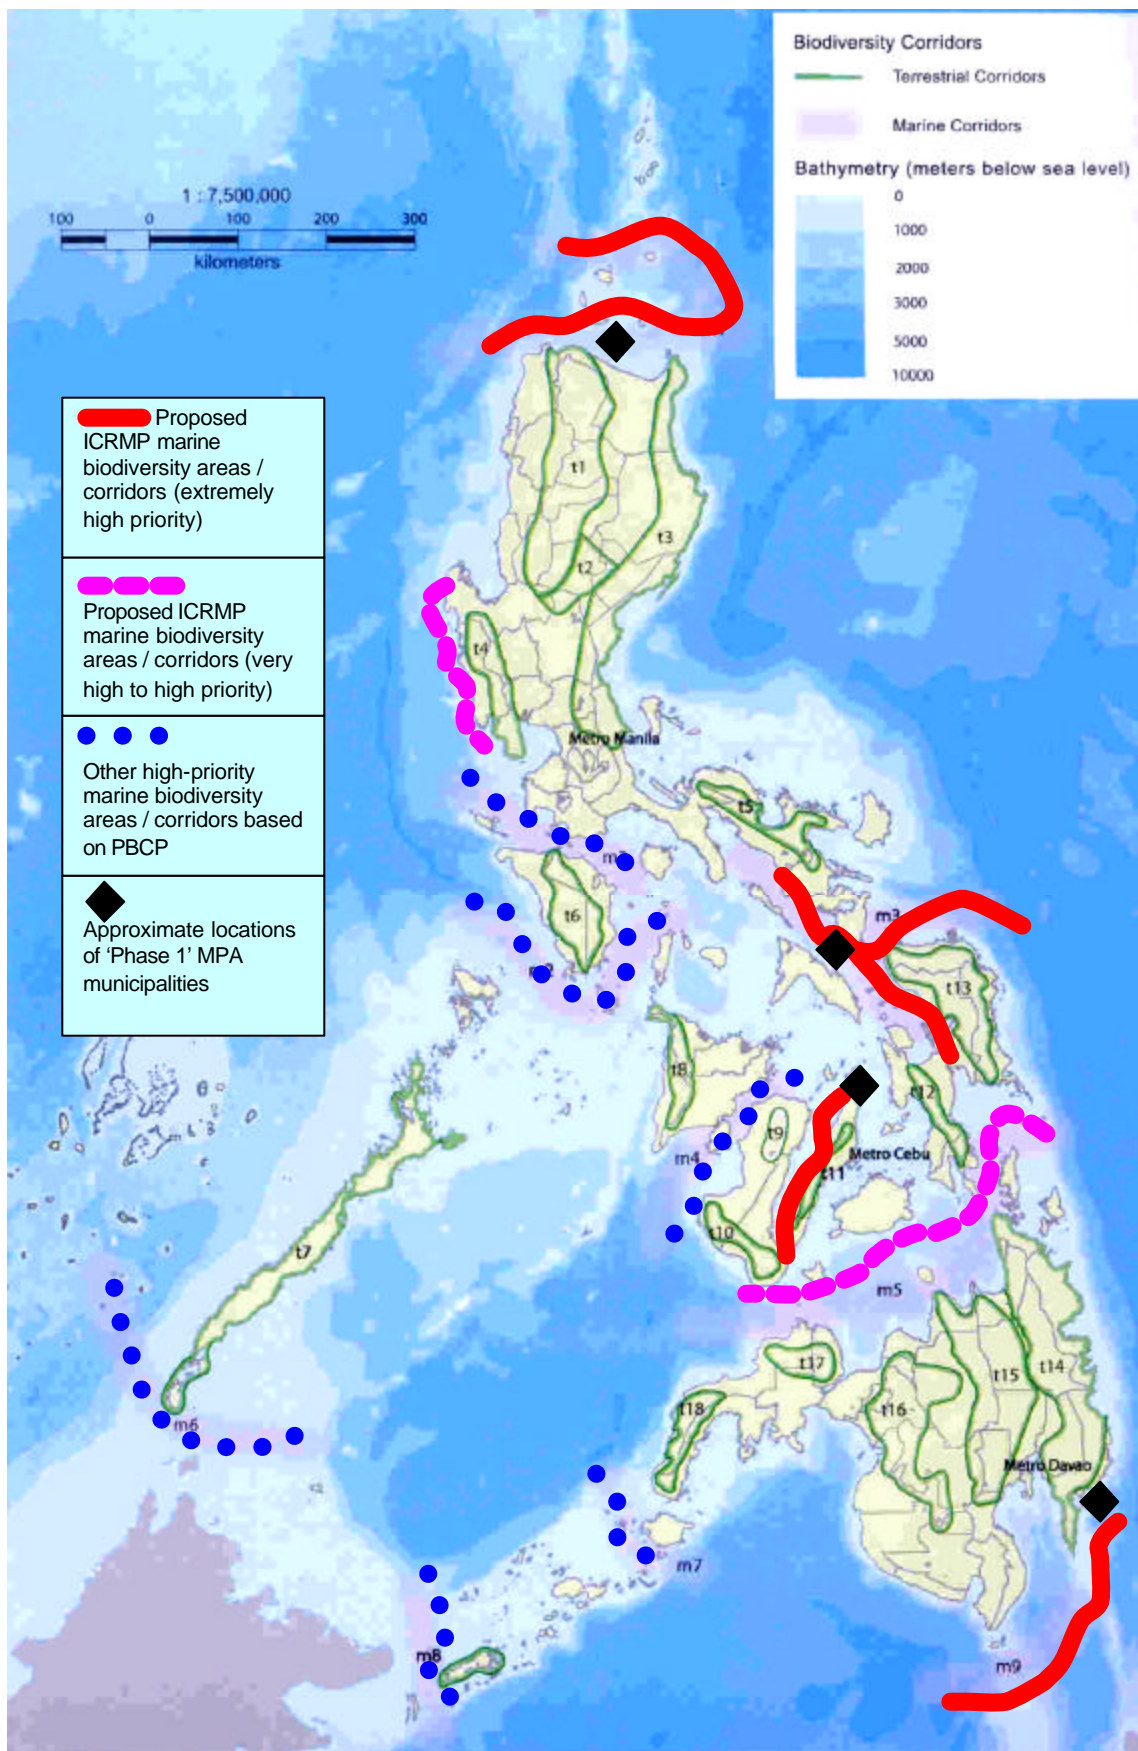 Biodiversity Corridors
Terrestrial Corridors
Marine Corridors
Bathymetry (meters below sea level)
0
1000
2000
3000
5000
10000
1 : 7,500,000
100 0 100 200 300
kilometers
Proposed
ICRMP marine
biodiversity areas /
corridors (extremely
high priority)
Proposed ICRMP
marine biodiversity
areas / corridors (very
high to high priority)
Other high-priority
marine biodiversity
areas / corridors based
on PBCP
Approximate locations
of ‘Phase 1’ MPA
municipalities
t1
t3
t2
t4
Metro Manila
t5
t6
m3
t13
t8
t12
t9
m4
Metro Cebu
t11
t10
t7
m5
t17
t15
t14
t18
t16
m6
Metro Davao
m7
m8
m9